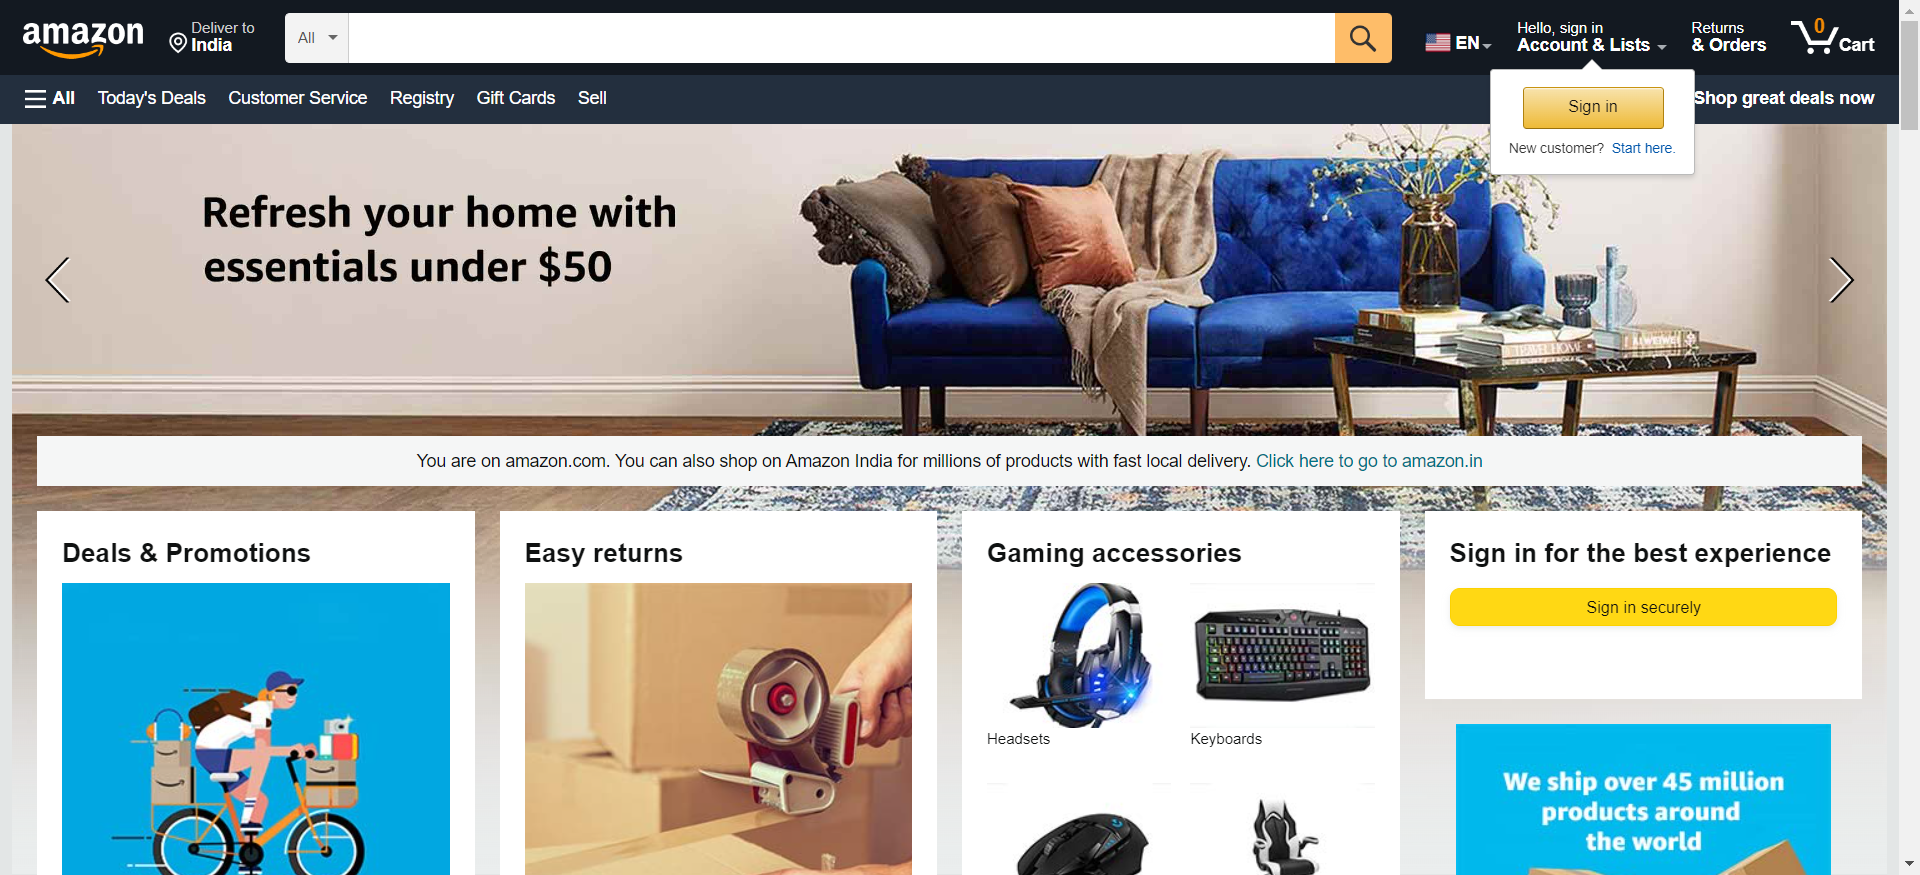 amazon
Deliver to
India
All
EN
Hello, sign in
Account & Lists
Returns
& Orders
0
Cart
All
Today's Deals
Customer Service
Registry
Gift Cards
Sell
Shop great deals now
Sign in
New customer? Start here.
Refresh your home with
essentials under $50
TRAVEL HOME
AI WEIWEI
You are on amazon.com. You can also shop on Amazon India for millions of products with fast local delivery. Click here to go to amazon.in
Deals & Promotions
Easy returns
Gaming accessories
Headsets
Keyboards
Sign in for the best experience
Sign in securely
We ship over 45 million
products around
the world